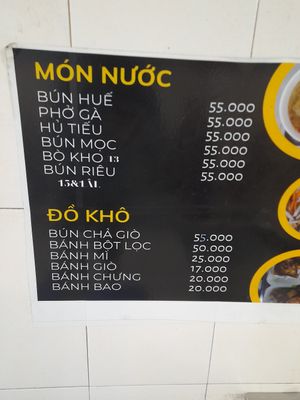 MÓN NƯỚC
BÚN HUẾ 55.000
PHỞ GÀ 55.000
HỦ TIẾU 55.000
BÚN MỌC 55.000
BÒ KHO 13 55.000
BÚN RIÊU 55.000
ĐỒ KHÔ
BÚN CHẢ GIÒ 55.000
BÁNH BỘT LỌC 50.000
BÁNH MÌ 25.000
BÁNH GIÒ 17.000
BÁNH CHƯNG 20.000
BÁNH BAO 20.000